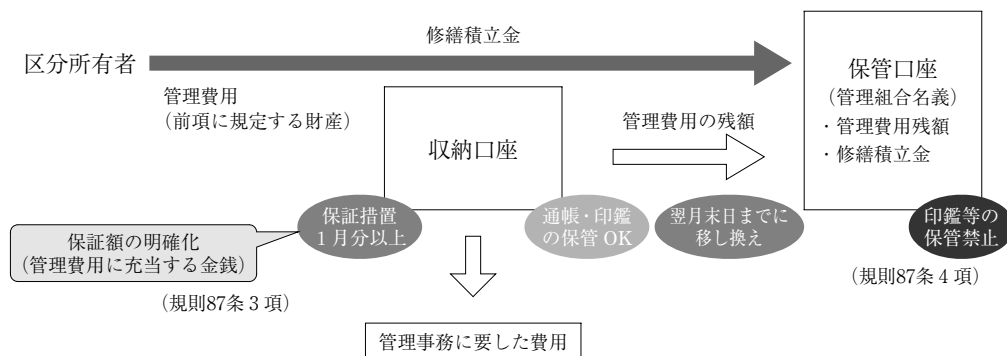 修繕積立金
区分所有者
管理費用
(前項に規定する財産)
収納口座
管理費用の残額
保管口座
(管理組合名義)
・管理費用残額
・修繕積立金
保証措置
1月分以上
通帳・印鑑
の保管 OK
翌月末日までに
移し換え
印鑑等の
保管禁止
保証額の明確化
(管理費用に充当する金銭)
(規則87条3項)
(規則87条4項)
管理事務に要した費用